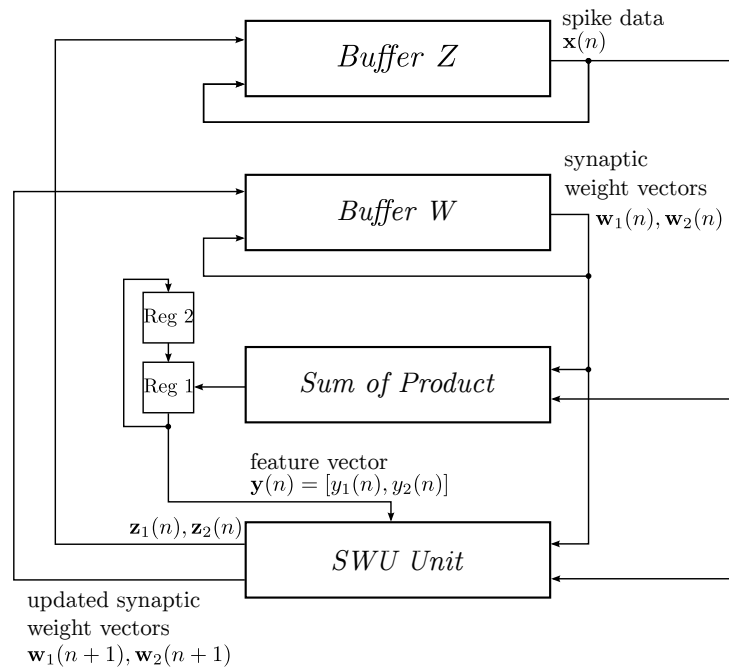 spike data
x(n)
Buffer Z
synaptic
weight vectors
w₁(n), w₂(n)
Buffer W
Reg 2
Reg 1
Sum of Product
feature vector
y(n) = [y₁(n), y₂(n)]
z₁(n), z₂(n)
SWU Unit
updated synaptic
weight vectors
w₁(n+1), w₂(n+1)